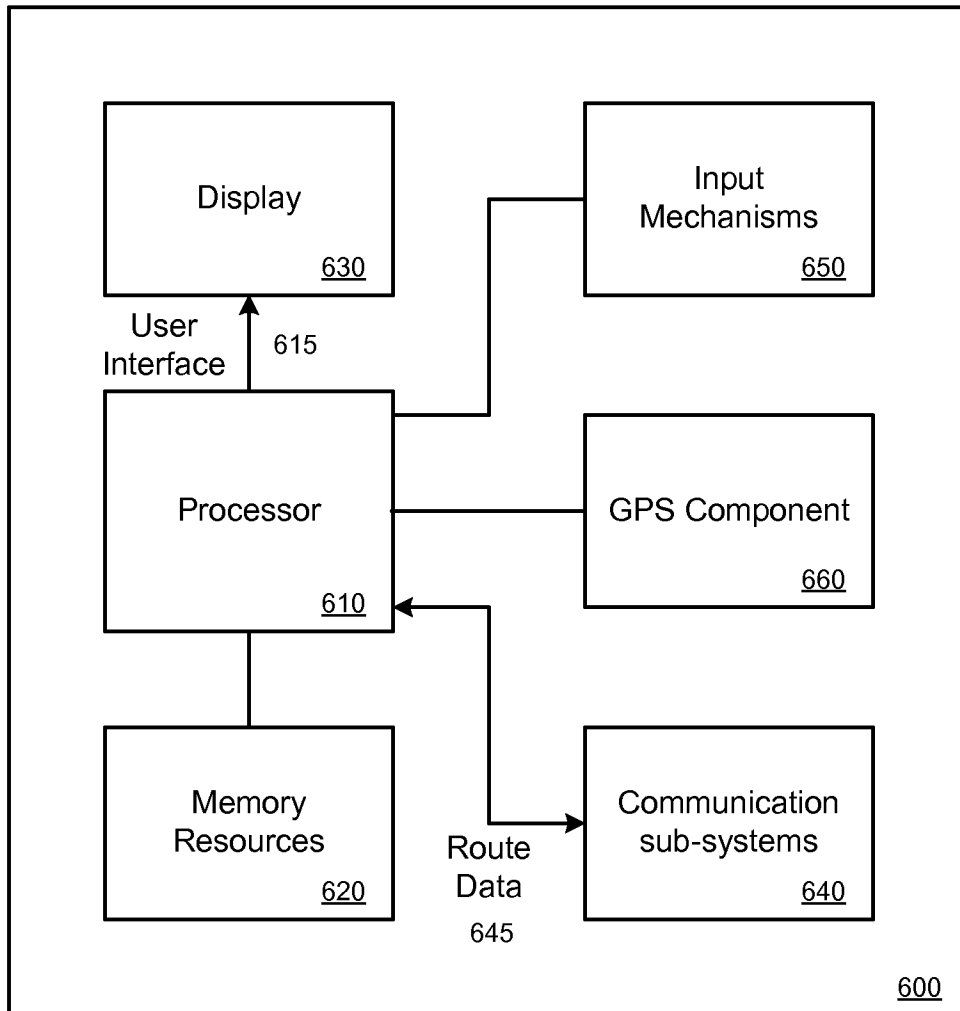 Display
630
Input
Mechanisms
650
User
Interface
615
Processor
610
GPS Component
660
Memory
Resources
620
Route
Data
645
Communication
sub-systems
640
600